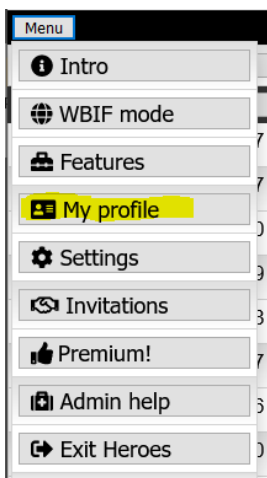 Menu
Intro
WBIF mode
Features
My profile
Settings
Invitations
Premium!
Admin help
Exit Heroes